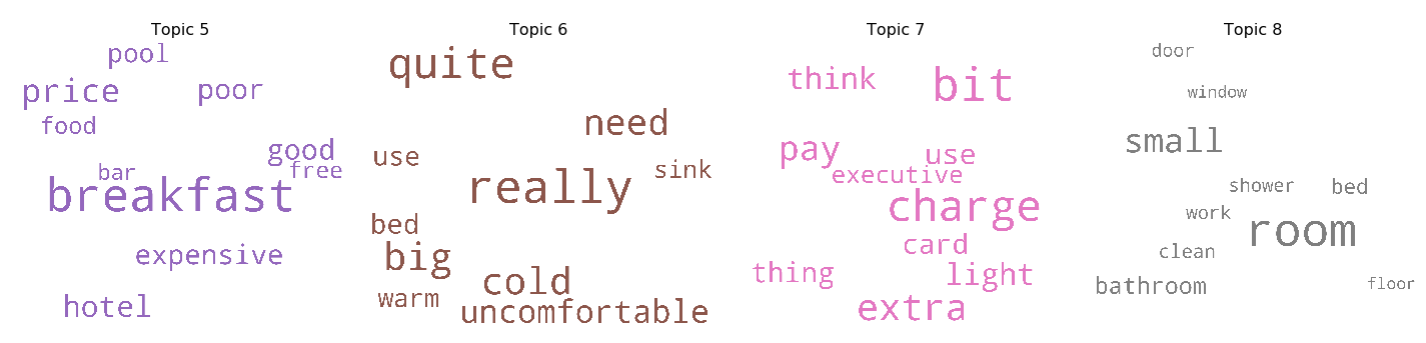 Topic 5
pool
price
poor
food
good
free
bar
breakfast
expensive
hotel
Topic 6
quite
need
use
sink
really
bed
big
cold
warm
uncomfortable
Topic 7
think
bit
pay
use
executive
charge
card
thing
light
extra
Topic 8
door
window
small
shower
bed
work
room
clean
bathroom
floor